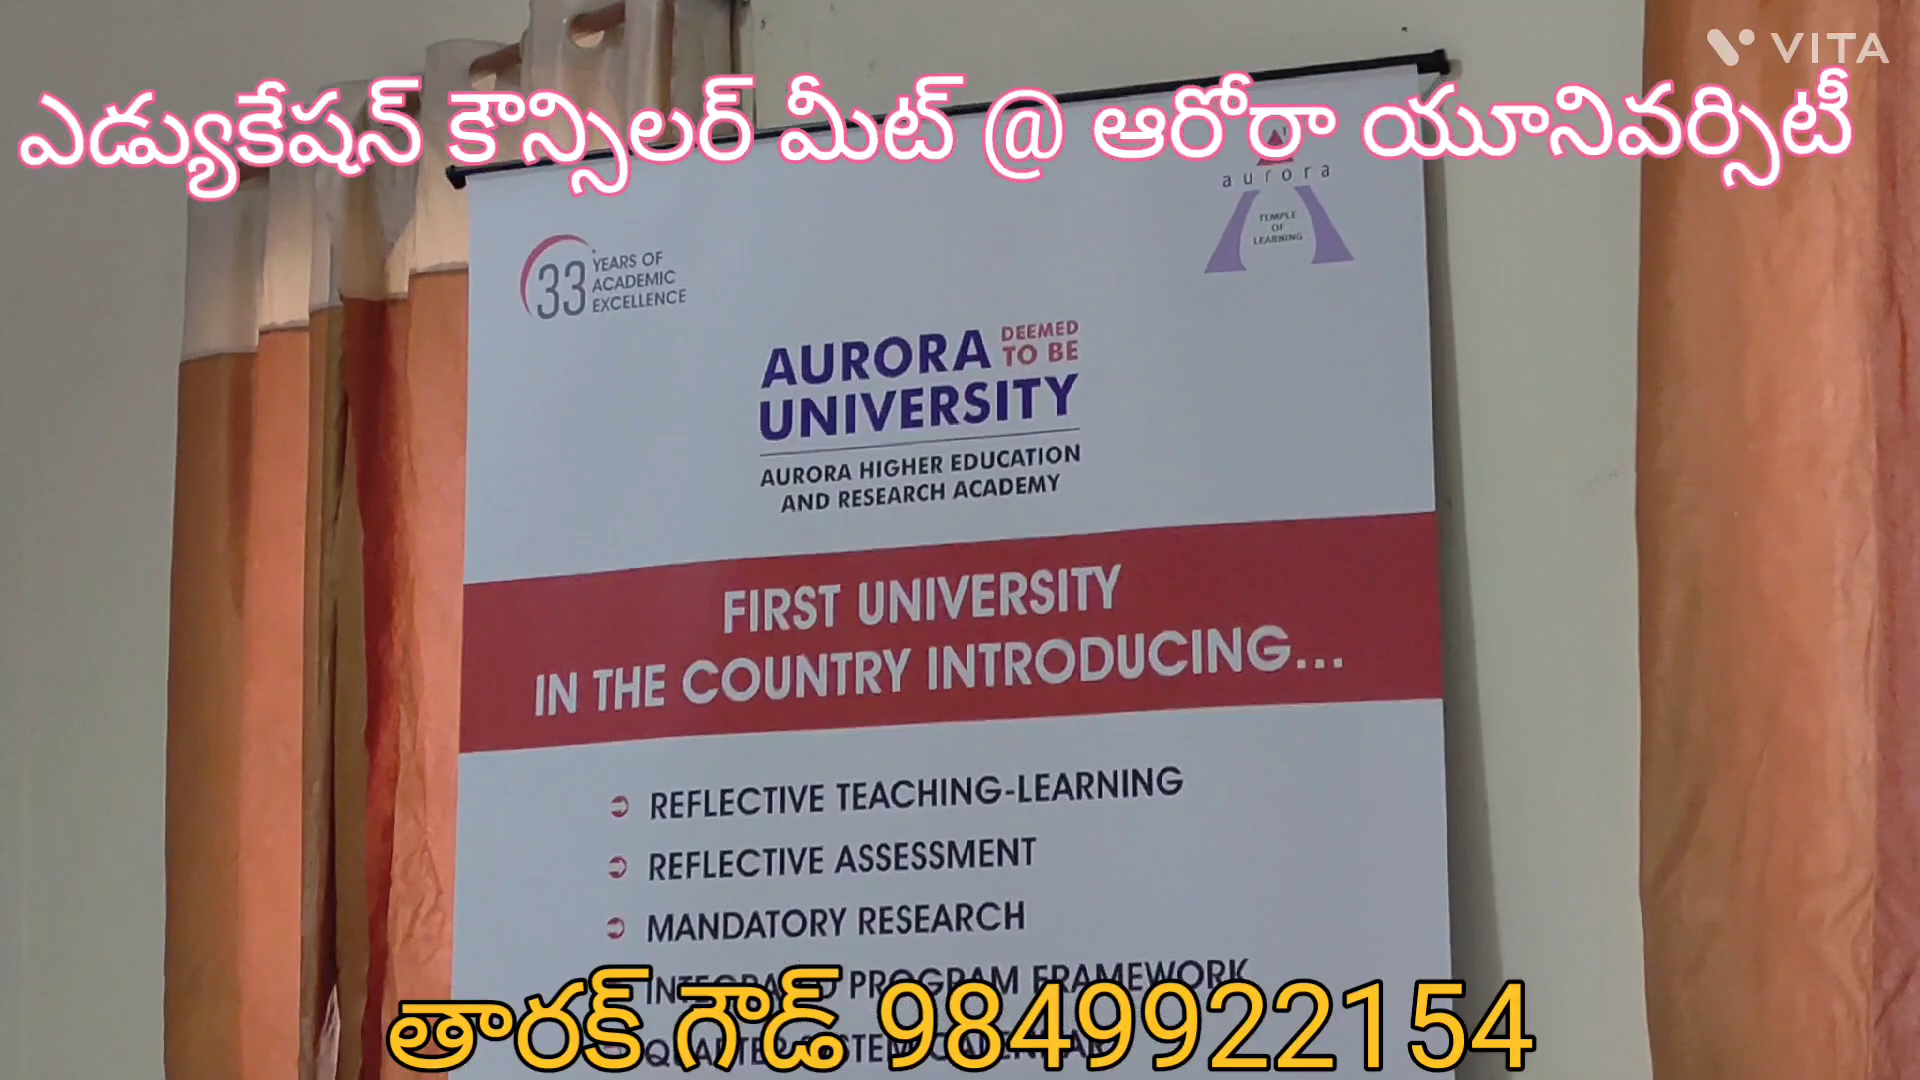 VITA
ఎడ్యుకేషన్ కౌన్సిలర్ మీట్ @ ఆరోరా యూనివర్సిటీ
aurora
TEMPLE
OF
LEARNING
33 YEARS OF
ACADEMIC
EXCELLENCE
AURORA DEEMED
TO BE
UNIVERSITY
AURORA HIGHER EDUCATION
AND RESEARCH ACADEMY
FIRST UNIVERSITY
IN THE COUNTRY INTRODUCING...
REFLECTIVE TEACHING-LEARNING
REFLECTIVE ASSESSMENT
MANDATORY RESEARCH
PROGRAM FRAMEWORK
తారక్ గౌడ్ 9849922154